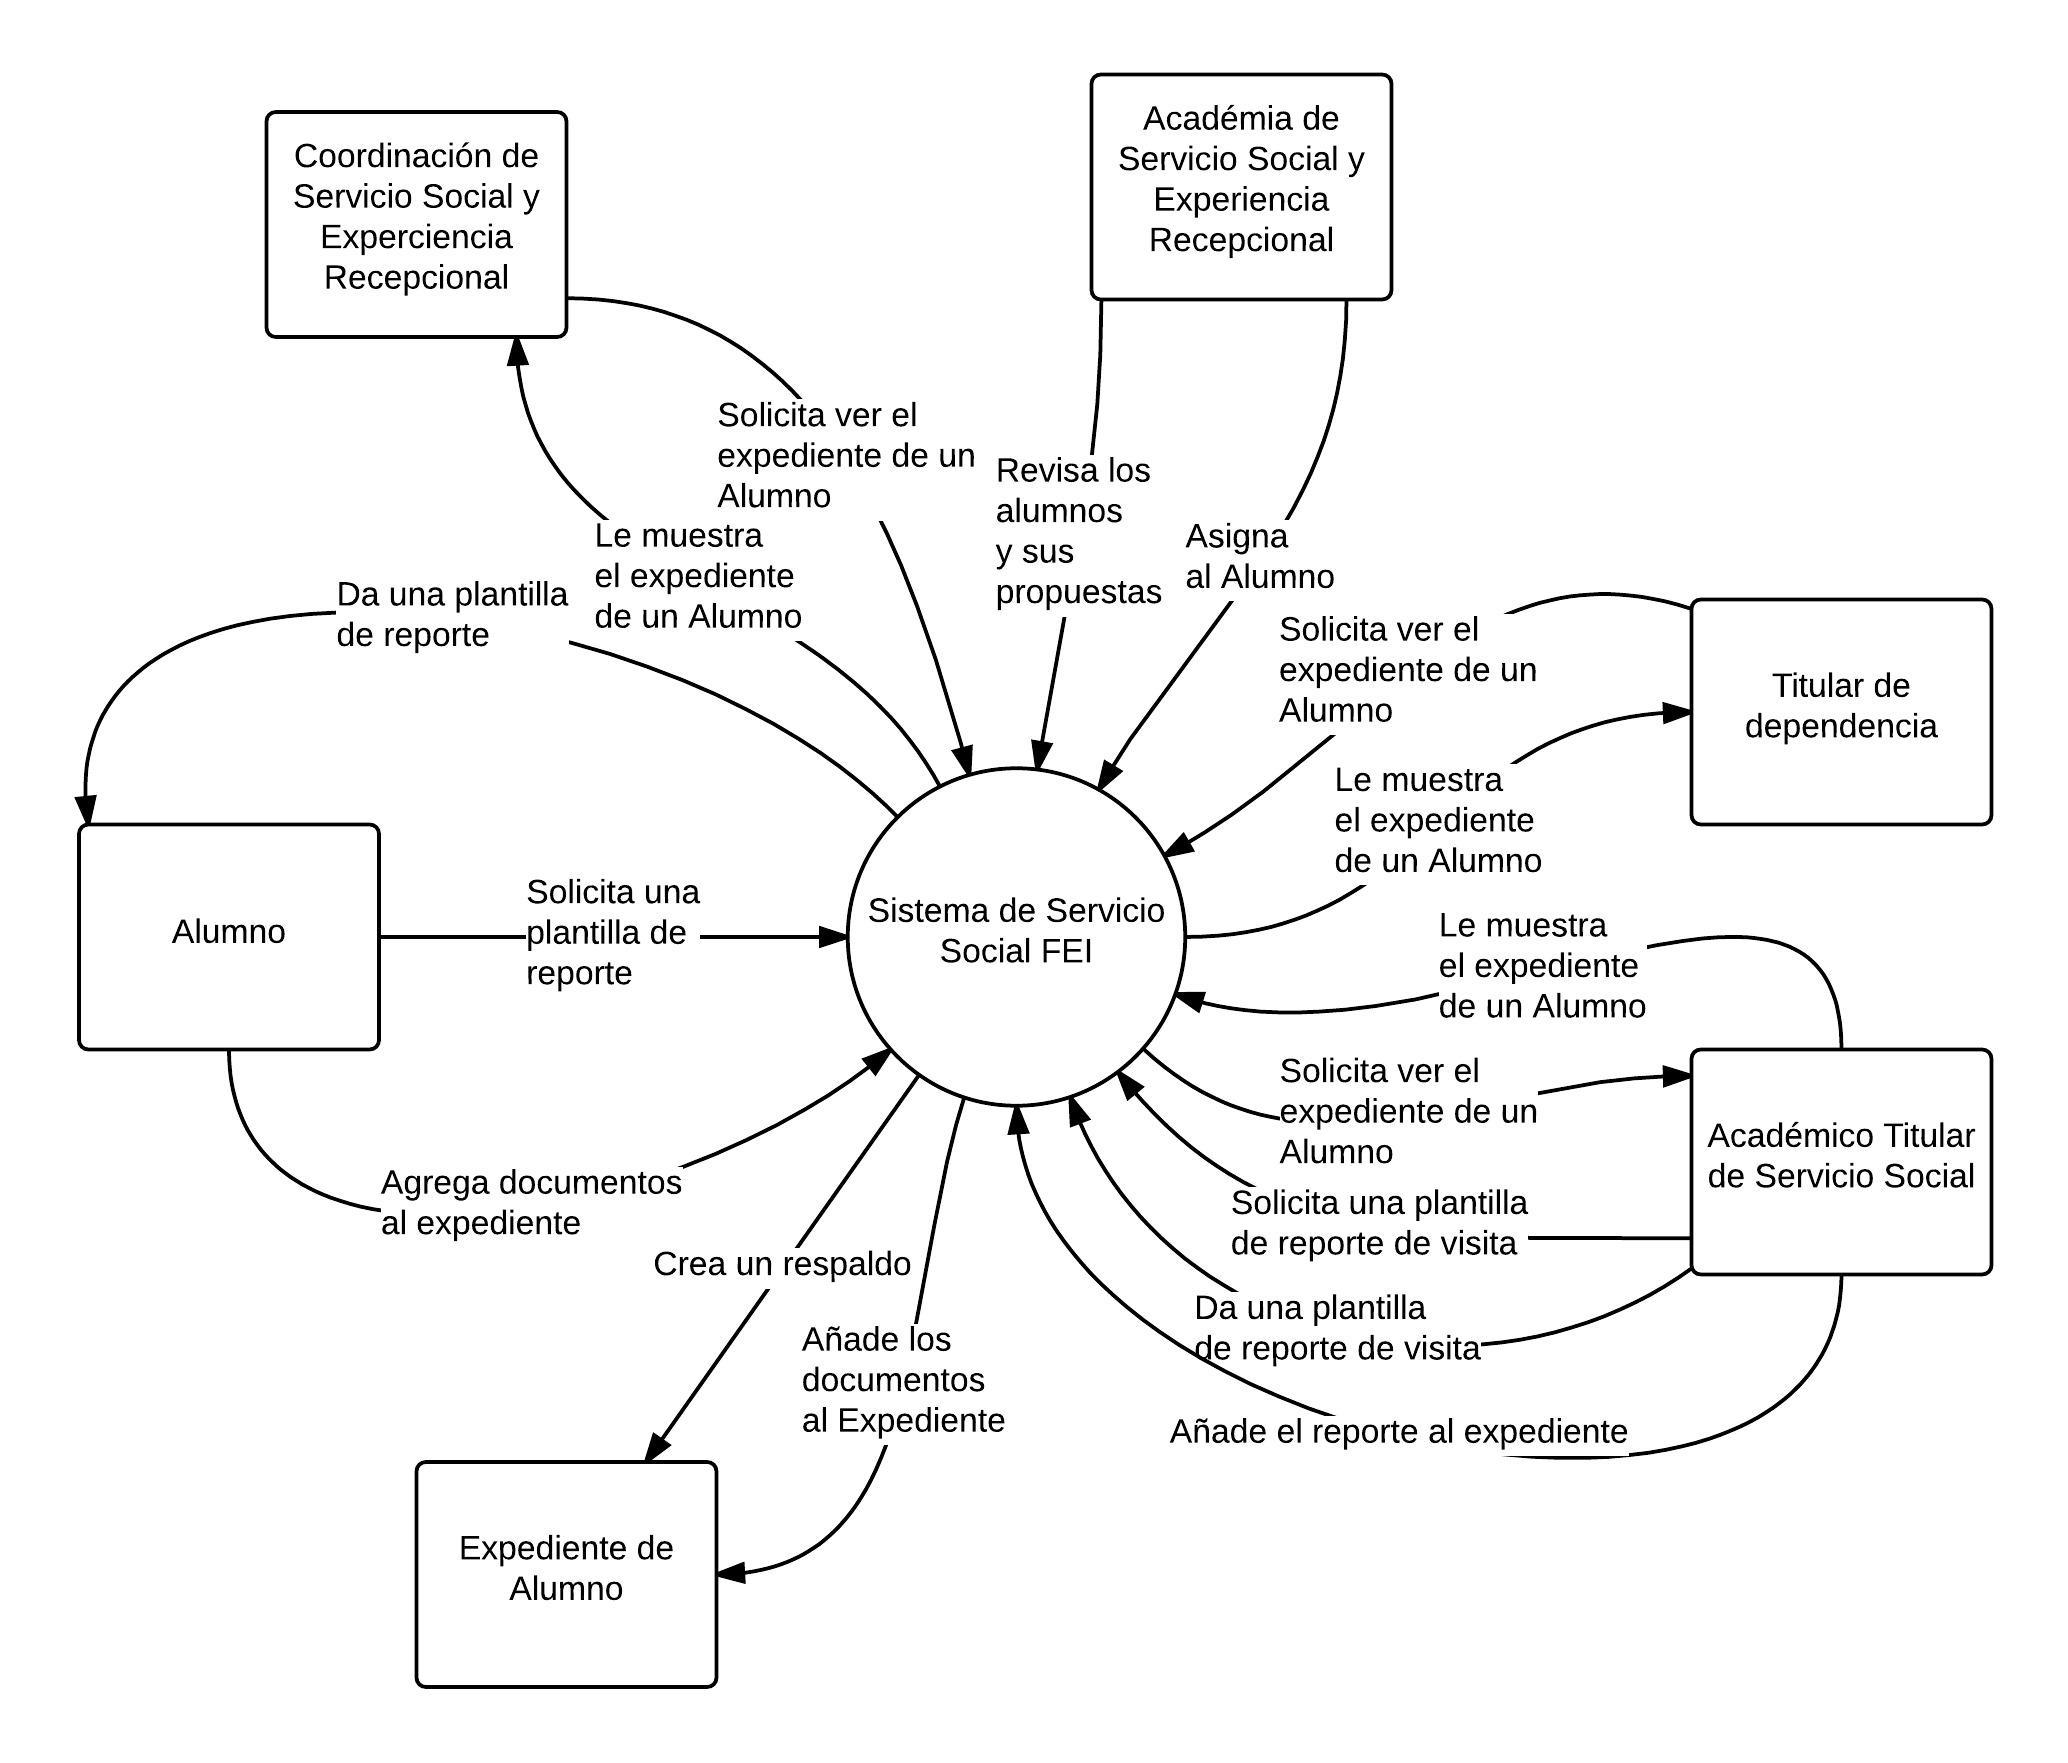 Coordinación de
Servicio Social y
Experciencia
Recepcional
Académia de
Servicio Social y
Experiencia
Recepcional
Solicita ver el
expediente de un
Alumno
Revisa los
alumnos
y sus
propuestas
Asigna
al Alumno
Le muestra
el expediente
de un Alumno
Da una plantilla
de reporte
Solicita ver el
expediente de un
Alumno
Titular de
dependencia
Le muestra
el expediente
de un Alumno
Alumno
Solicita una
plantilla de
reporte
Sistema de Servicio
Social FEI
Le muestra
el expediente
de un Alumno
Solicita ver el
expediente de un
Alumno
Académico Titular
de Servicio Social
Agrega documentos
al expediente
Solicita una plantilla
de reporte de visita
Crea un respaldo
Da una plantilla
de reporte de visita
Añade los
documentos
al Expediente
Añade el reporte al expediente
Expediente de
Alumno